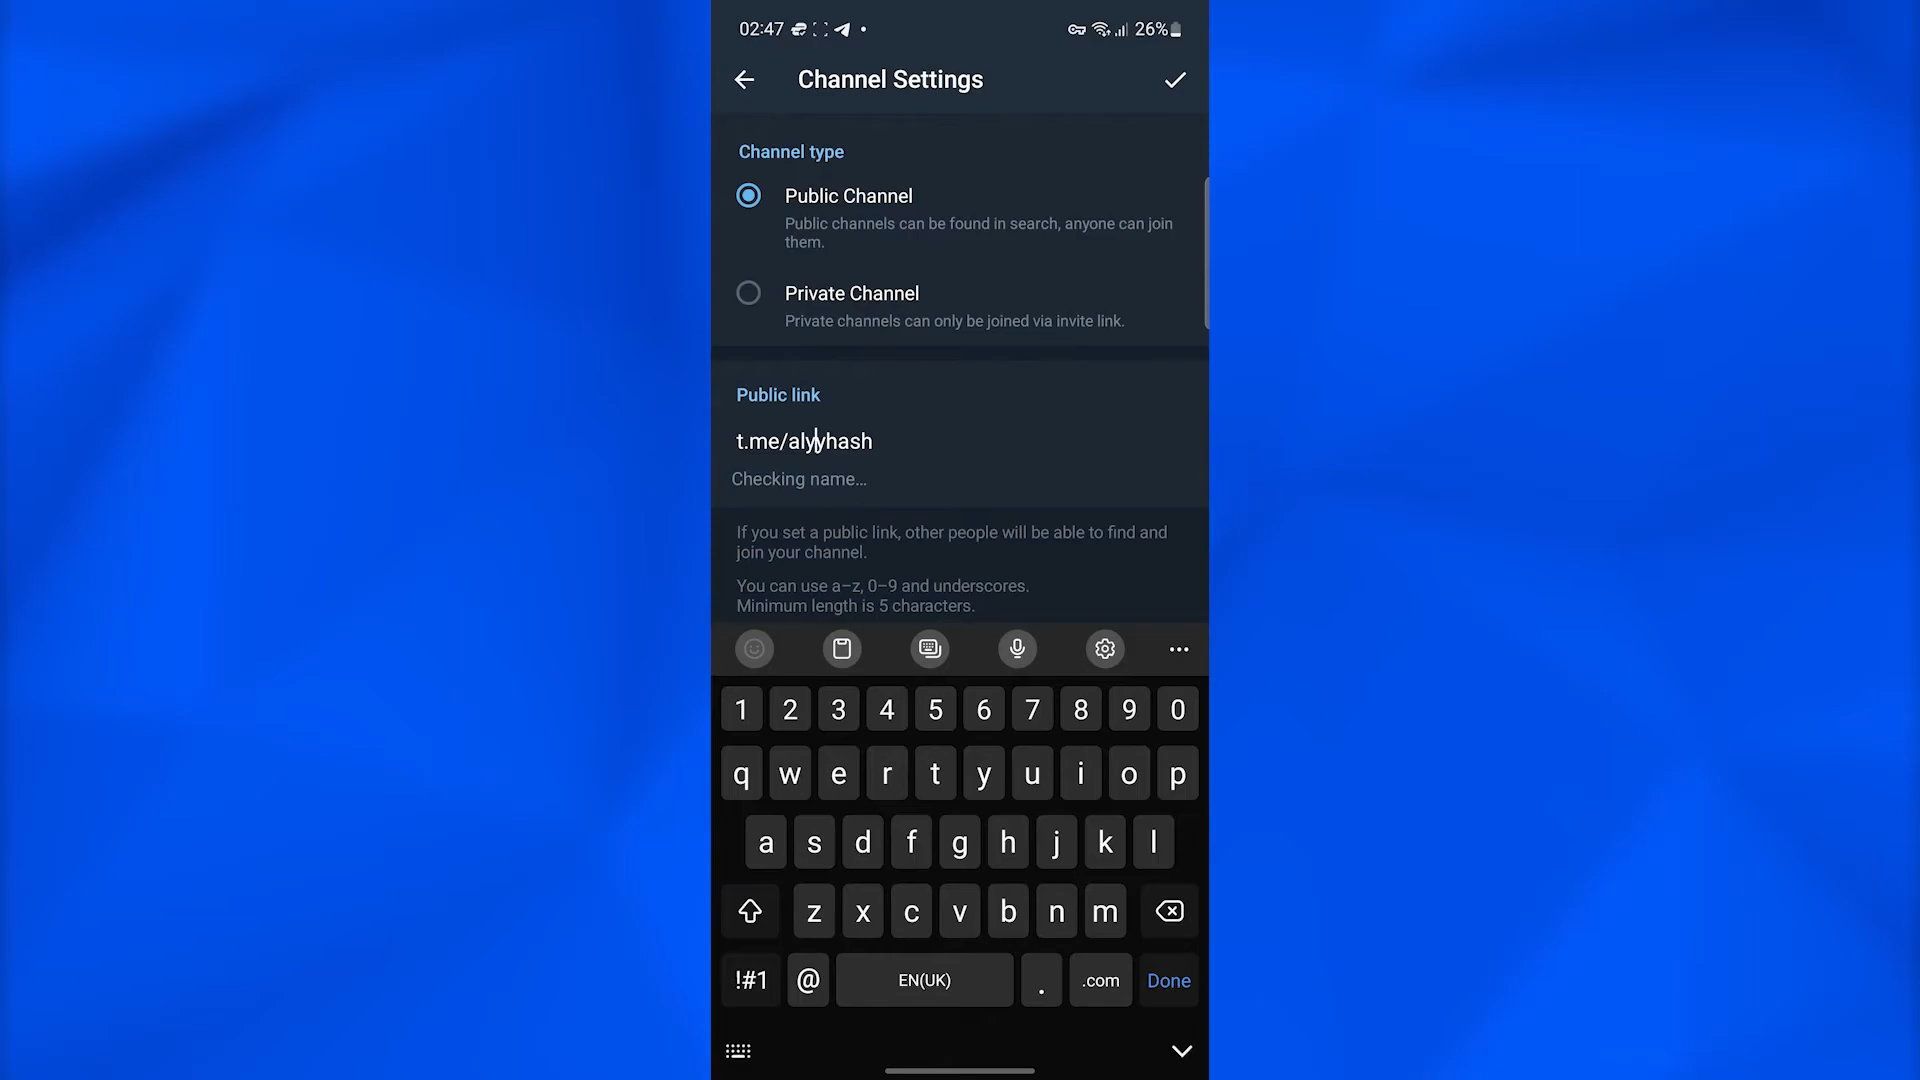 02:47
26%
Channel Settings
Channel type
Public Channel
Public channels can be found in search, anyone can join
them.
Private Channel
Private channels can only be joined via invite link.
Public link
t.me/alyyhash
Checking name...
If you set a public link, other people will be able to find and
join your channel.
You can use a–z, 0–9 and underscores.
Minimum length is 5 characters.
1 2 3 4 5 6 7 8 9 0
q w e r t y u i o p
a s d f g h j k l
z x c v b n m
!#1 @ EN(UK) . .com Done